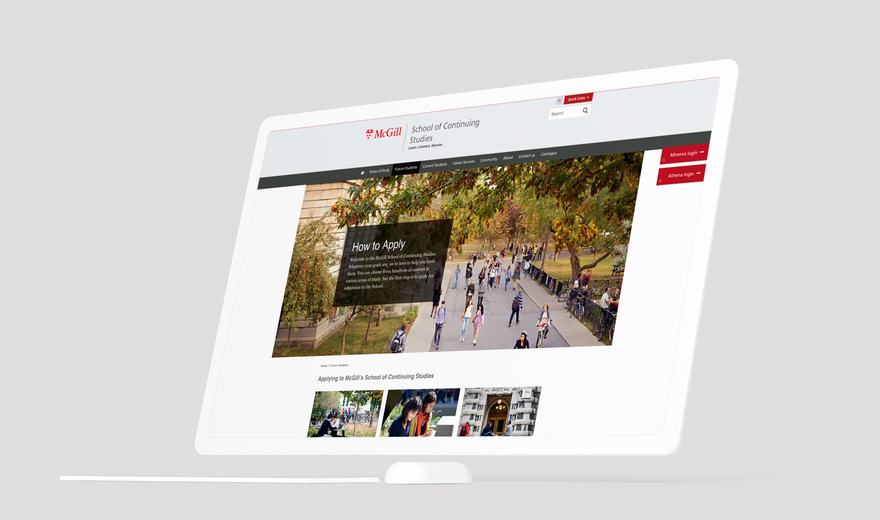 Quick Links
Search
McGill
School of Continuing
Studies
Learn. Connect. Elevate.
Areas of Study Future Students Current Students Career Services Community About Contact us Catalogue
Minerva login →
Athena login →
How to Apply
Welcome to the McGill School of Continuing Studies.
Whatever your goals are, we're here to help you reach
them. You can choose from hundreds of courses in
various areas of study, but the first step is to apply for
admission to the School.
Home / Future Students
Applying to McGill's School of Continuing Studies